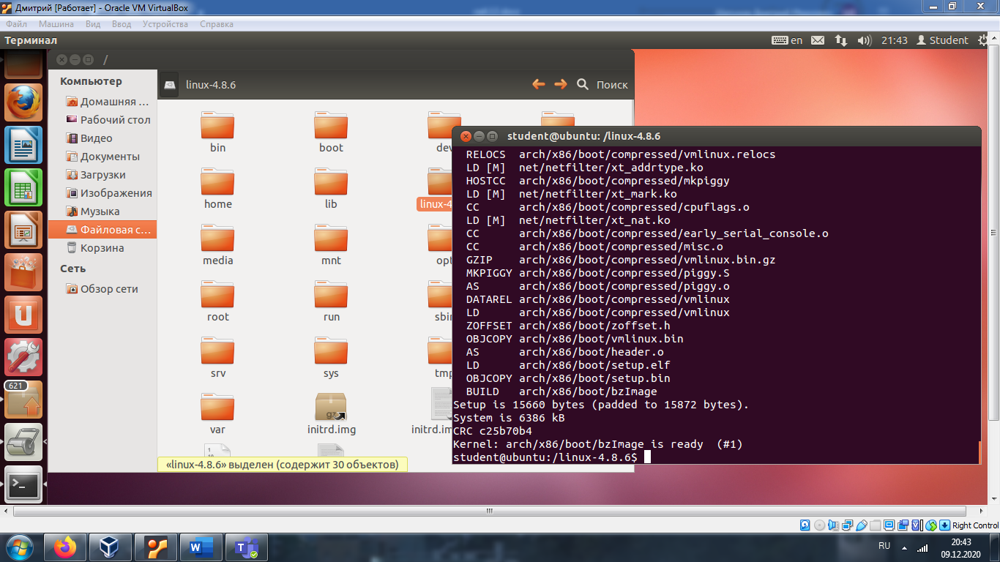 Дмитрий [Работает] - Oracle VM VirtualBox
Файл Машина Вид Ввод Устройства Справка
Терминал
en
21:43
Student
/
Компьютер
Домашняя ...
Рабочий стол
Видео
Документы
Загрузки
Изображения
Музыка
Файловая с...
Корзина
Сеть
Обзор сети
linux-4.8.6
Поиск
bin
boot
dev
home
lib
linux-4
media
mnt
opt
root
run
sbin
srv
sys
tmp
var
initrd.img
initrd.im
gz
621
«linux-4.8.6» выделен (содержит 30 объектов)
student@ubuntu: /linux-4.8.6
RELOCS arch/x86/boot/compressed/vmlinux.relocs
LD [M] net/netfilter/xt_addrtype.ko
HOSTCC arch/x86/boot/compressed/mkpiggy
LD [M] net/netfilter/xt_mark.ko
CC arch/x86/boot/compressed/cpuflags.o
LD [M] net/netfilter/xt_nat.ko
CC arch/x86/boot/compressed/early_serial_console.o
CC arch/x86/boot/compressed/misc.o
GZIP arch/x86/boot/compressed/vmlinux.bin.gz
MKPIGGY arch/x86/boot/compressed/piggy.S
AS arch/x86/boot/compressed/piggy.o
DATAREL arch/x86/boot/compressed/vmlinux
LD arch/x86/boot/compressed/vmlinux
ZOFFSET arch/x86/boot/zoffset.h
OBJCOPY arch/x86/boot/vmlinux.bin
AS arch/x86/boot/header.o
LD arch/x86/boot/setup.elf
OBJCOPY arch/x86/boot/setup.bin
BUILD arch/x86/boot/bzImage
Setup is 15660 bytes (padded to 15872 bytes).
System is 6386 kB
CRC c25b70b4
Kernel: arch/x86/boot/bzImage is ready (#1)
student@ubuntu:/linux-4.8.6$
Right Control
RU
20:43
09.12.2020